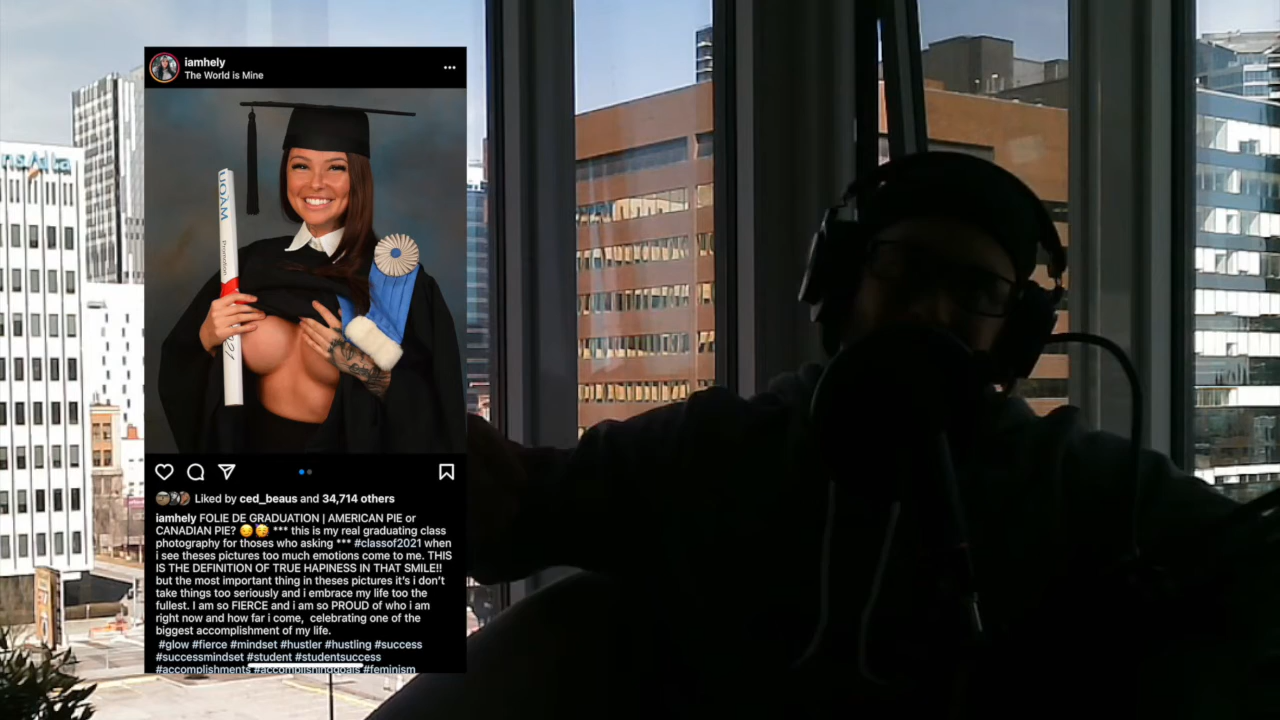 iamhely
The World is Mine
UQAM
Promotion
Liked by ced_beaus and 34,714 others
iamhely FOLIE DE GRADUATION | AMERICAN PIE or
CANADIAN PIE? 😏🥳 *** this is my real graduating class
photography for those who asking *** #classof2021 when
i see theses pictures too much emotions come to me. THIS
IS THE DEFINITION OF TRUE HAPINESS IN THAT SMILE!!
but the most important thing in theses pictures it's i don't
take things too seriously and i embrace my life too the
fullest. I am so FIERCE and i am so PROUD of who i am
right now and how far i come, celebrating one of the
biggest accomplishment of my life.
#glow #fierce #mindset #hustler #hustling #success
#successmindset #student #studentsuccess
#accomplishments #accomplishinggoals #feminism